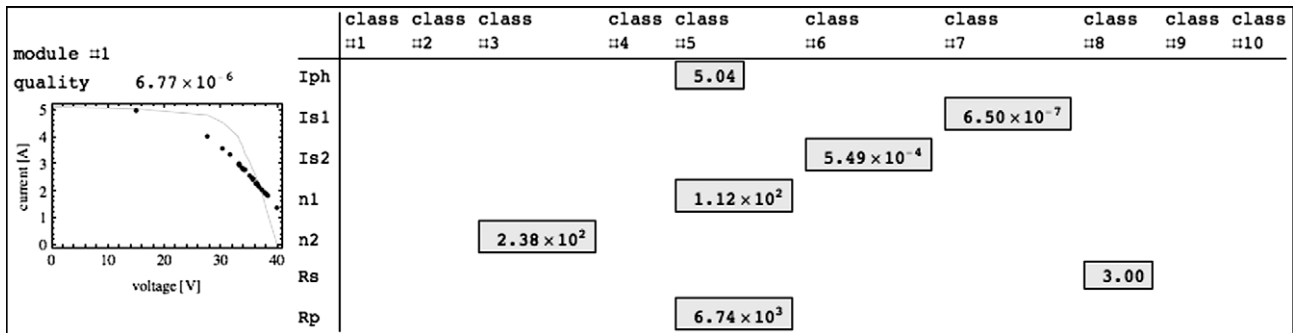 class class class class class class class class class class
⌗1 ⌗2 ⌗3 ⌗4 ⌗5 ⌗6 ⌗7 ⌗8 ⌗9 ⌗10
module ⌗1
quality 6.77 × 10⁻⁶
Iph 5.04
Is1 6.50 × 10⁻⁷
Is2 5.49 × 10⁻⁴
n1 1.12 × 10²
n2 2.38 × 10²
Rs 3.00
Rp 6.74 × 10³
current [A]
5
4
3
2
1
0
0 10 20 30 40
voltage [V]